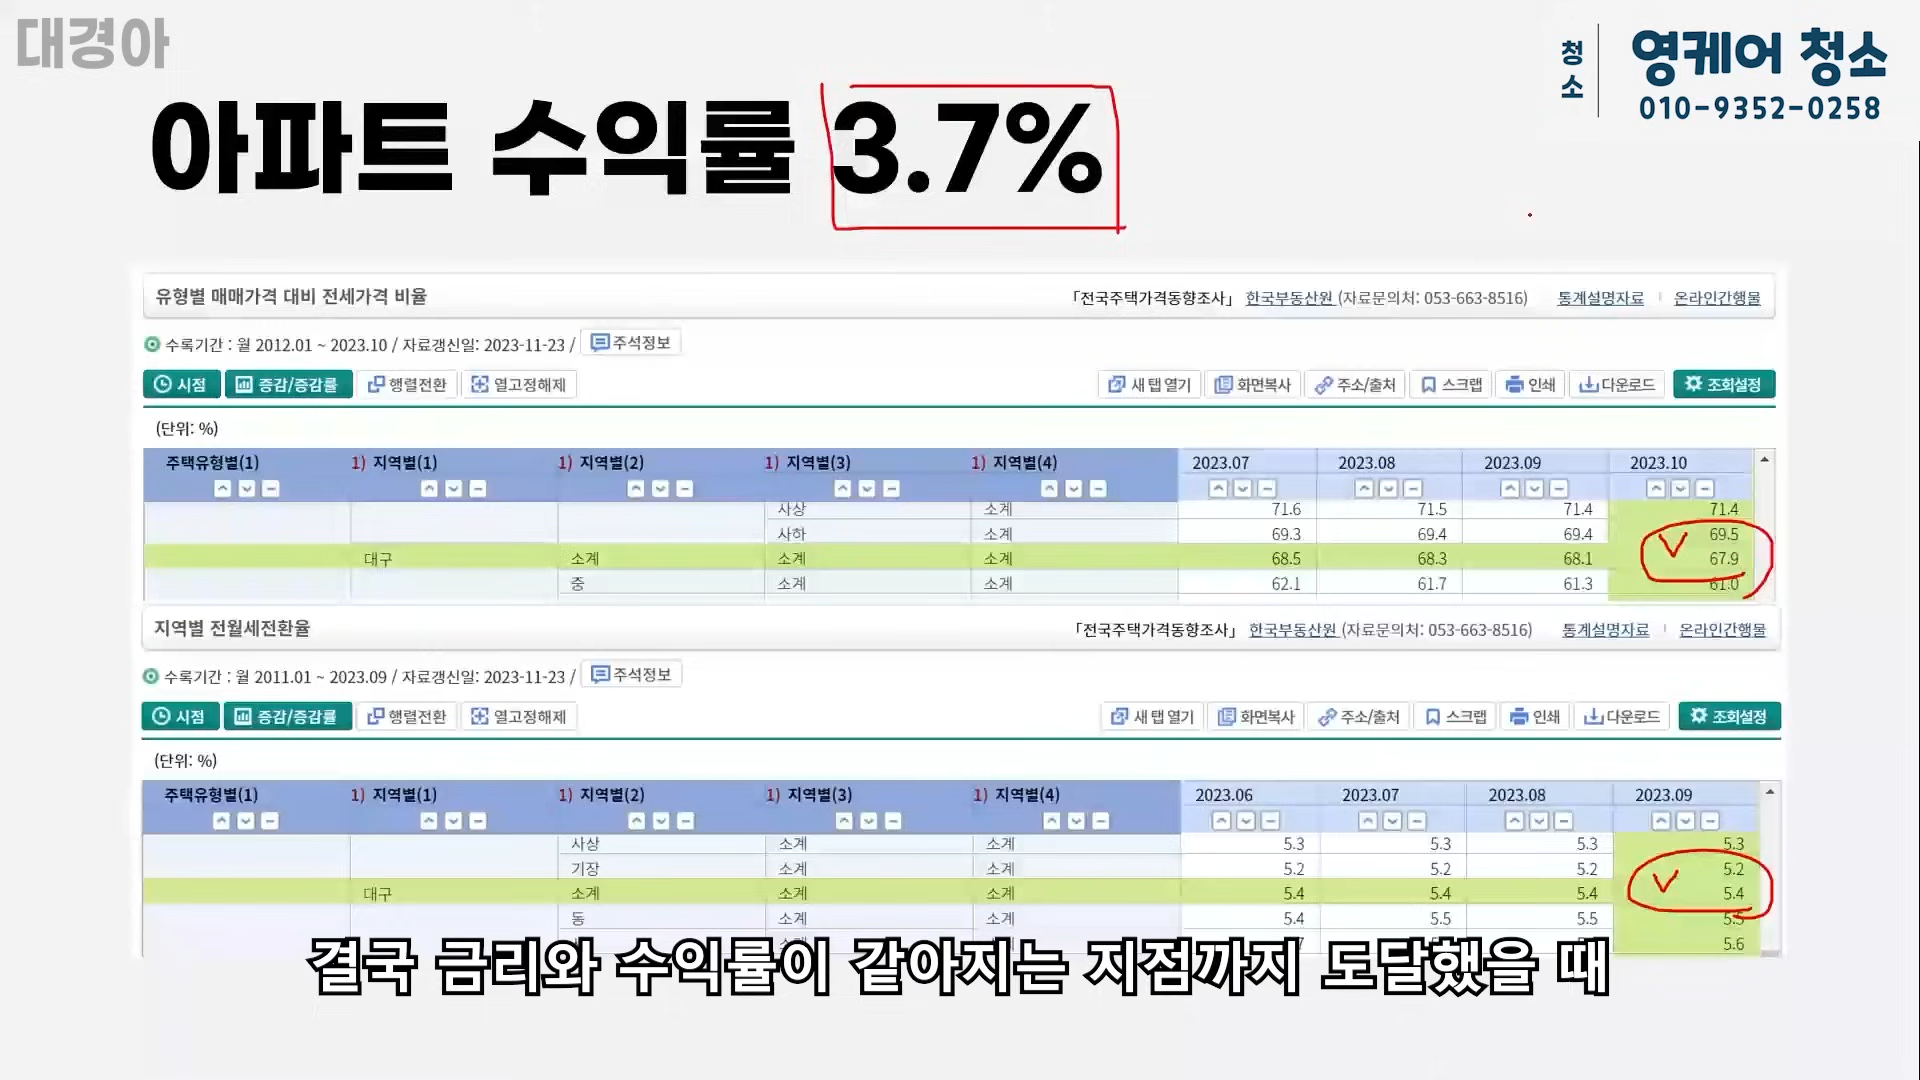 대경아
청소
영케어 청소
010-9352-0258
아파트 수익률 3.7%
유형별 매매가격 대비 전세가격 비율
「전국주택가격동향조사」 한국부동산원 (자료문의처: 053-663-8516) 통계설명자료 온라인간행물
수록기간 : 월 2012.01 ~ 2023.10 / 자료갱신일: 2023-11-23 / 주석정보
시점 증감/증감률 행렬전환 열고정해제 새 탭 열기 화면복사 주소/출처 스크랩 인쇄 다운로드 조회설정
(단위: %)
주택유형별(1) 1) 지역별(1) 1) 지역별(2) 1) 지역별(3) 1) 지역별(4) 2023.07 2023.08 2023.09 2023.10
사상 소계 71.6 71.5 71.4 71.4
사하 소계 69.3 69.4 69.4 69.5
대구 소계 소계 소계 68.5 68.3 68.1 67.9
중 소계 소계 62.1 61.7 61.3 61.0
지역별 전월세전환율
「전국주택가격동향조사」 한국부동산원 (자료문의처: 053-663-8516) 통계설명자료 온라인간행물
수록기간 : 월 2011.01 ~ 2023.09 / 자료갱신일: 2023-11-23 / 주석정보
시점 증감/증감률 행렬전환 열고정해제 새 탭 열기 화면복사 주소/출처 스크랩 인쇄 다운로드 조회설정
(단위: %)
주택유형별(1) 1) 지역별(1) 1) 지역별(2) 1) 지역별(3) 1) 지역별(4) 2023.06 2023.07 2023.08 2023.09
사상 소계 소계 5.3 5.3 5.3 5.3
기장 소계 소계 5.2 5.2 5.2 5.2
대구 소계 소계 소계 5.4 5.4 5.4 5.4
동 소계 소계 5.4 5.5 5.5 5.5
5.6
결국 금리와 수익률이 같아지는 지점까지 도달했을 때